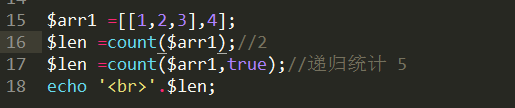 15 $arr1 =[[1,2,3],4];
16 $len =count($arr1);//2
17 $len =count($arr1,true);//递归统计 5
18 echo '<br>'.$len;